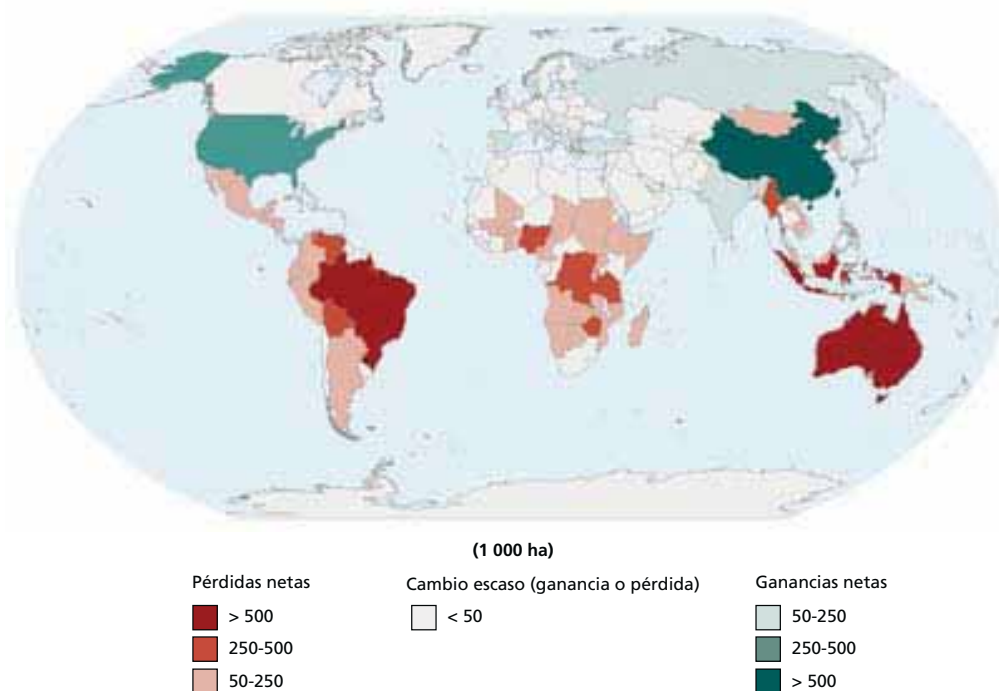 (1 000 ha)
Pérdidas netas
> 500
250-500
50-250
Cambio escaso (ganancia o pérdida)
< 50
Ganancias netas
50-250
250-500
> 500